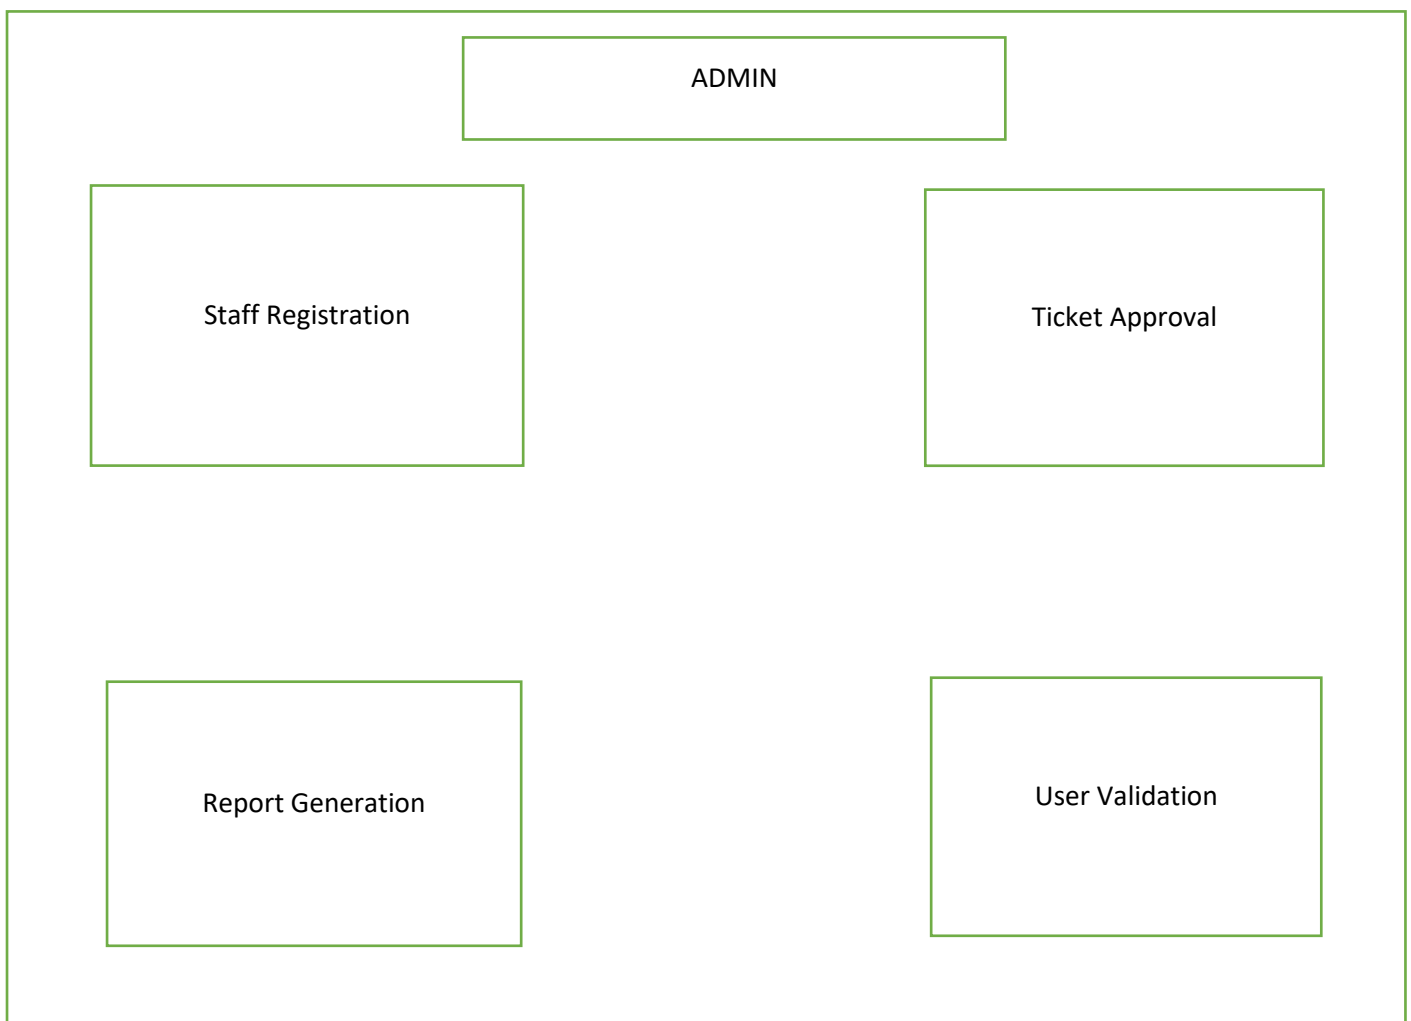 ADMIN
Staff Registration
Ticket Approval
Report Generation
User Validation